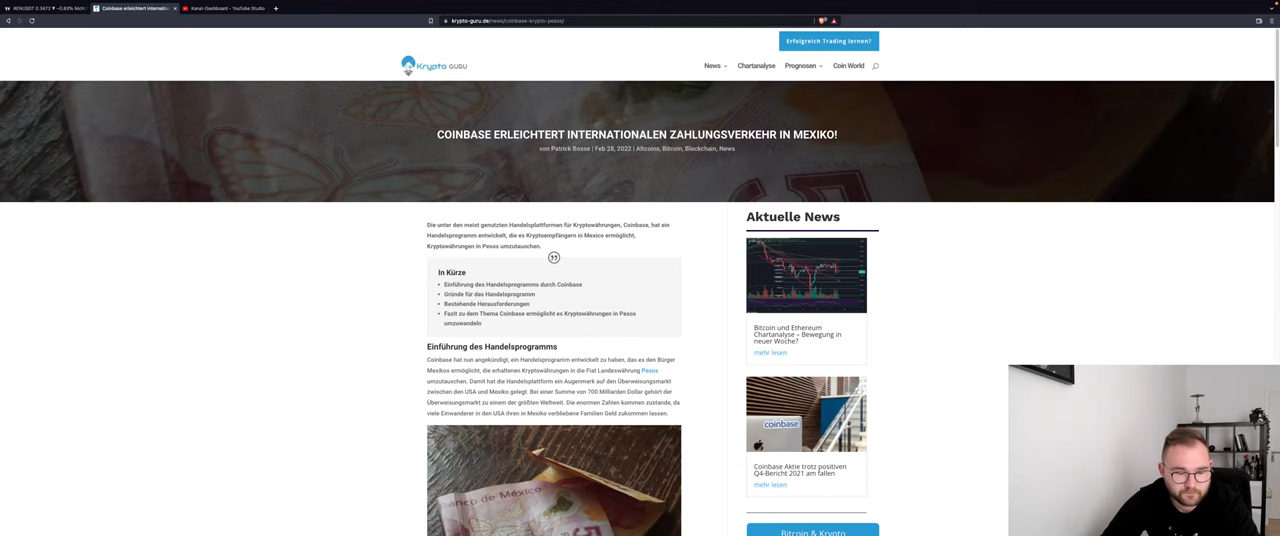 RENUSDT 0.3472 ▼ −0.83%
Coinbase erleichtert internation
Kanal-Dashboard - YouTube Studio
krypto-guru.de/news/coinbase-krypto-pesos/
Erfolgreich Trading lernen?
Krypto GURU
News
Chartanalyse
Prognosen
Coin World
COINBASE ERLEICHTERT INTERNATIONALEN ZAHLUNGSVERKEHR IN MEXIKO!
von Patrick Bosse | Feb 28, 2022 | Altcoins, Bitcoin, Blockchain, News
Die unter den meist genutzten Handelsplattformen für Kryptowährungen, Coinbase, hat ein
Handelsprogramm entwickelt, die es Kryptoempfängern in Mexico ermöglicht,
Kryptowährungen in Pesos umzutauschen.
In Kürze
Einführung des Handelsprogramms durch Coinbase
Gründe für das Handelsprogramm
Bestehende Herausforderungen
Fazit zu dem Thema Coinbase ermöglicht es Kryptowährungen in Pesos
umzuwandeln
Einführung des Handelsprogramms
Coinbase hat nun angekündigt, ein Handelsprogramm entwickelt zu haben, das es den Bürger
Mexikos ermöglicht, die erhaltenen Kryptowährungen in die Fiat Landeswährung Pesos
umzutauschen. Damit hat die Handelsplattform ein Augenmerk auf den Überweisungsmarkt
zwischen den USA und Mexiko gelegt. Bei einer Summe von 700 Milliarden Dollar gehört der
Überweisungsmarkt zu einem der größten Weltweit. Die enormen Zahlen kommen zustande, da
viele Einwanderer in den USA ihren in Mexiko verbliebene Familien Geld zukommen lassen.
Banco de México
Aktuelle News
Bitcoin und Ethereum
Chartanalyse – Bewegung in
neuer Woche?
mehr lesen
coinbase
Coinbase Aktie trotz positiven
Q4-Bericht 2021 am fallen
mehr lesen
Bitcoin & Krypto